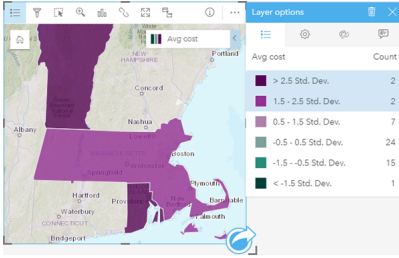 Layer options
Avg cost
Portland
NEW HAMPSHIRE
Concord
Nashua
Albany
Boston
Springfield
Plymouth
Hartford
Barnstable
Waterbury
Falmouth
CONNECTICUT
Bridgeport
Avg cost Count
> 2.5 Std. Dev. 2
1.5 - 2.5 Std. Dev. 2
0.5 - 1.5 Std. Dev. 7
-0.5 - 0.5 Std. Dev. 24
-1.5 - -0.5 Std. Dev. 15
< -1.5 Std. Dev. 1